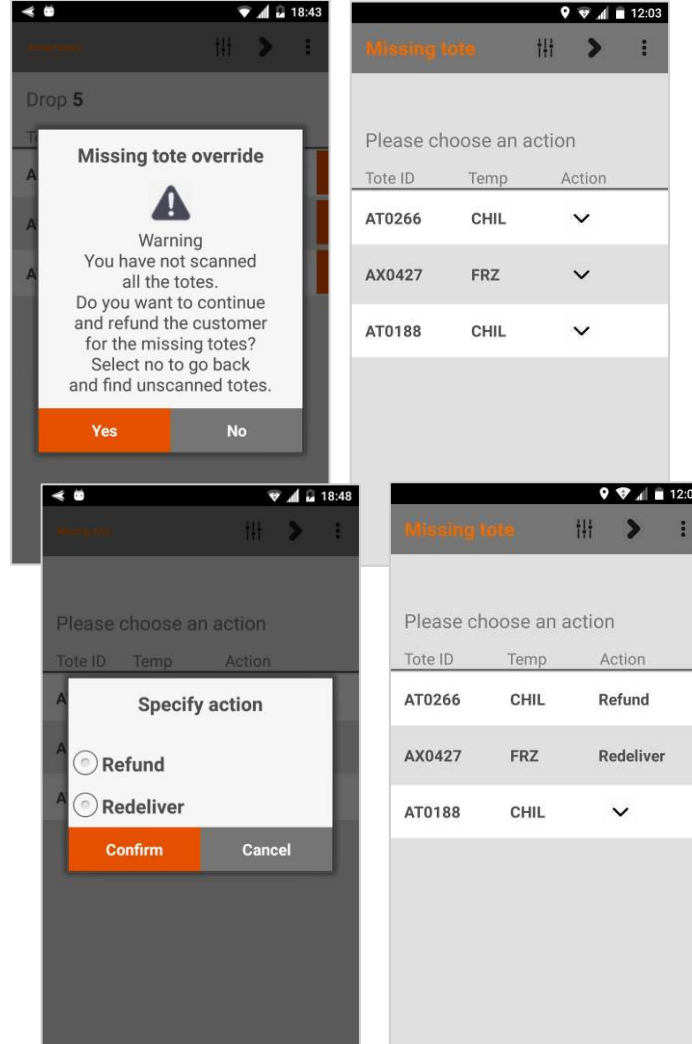 18:43
Drop 5
Missing tote override
Warning
You have not scanned
all the totes.
Do you want to continue
and refund the customer
for the missing totes?
Select no to go back
and find unscanned totes.
Yes No
12:03
Missing tote
Please choose an action
Tote ID Temp Action
AT0266 CHIL
AX0427 FRZ
AT0188 CHIL
18:48
Missing tote
Please choose an action
Tote ID Temp Action
Specify action
Refund
Redeliver
Confirm Cancel
Missing tote
Please choose an action
Tote ID Temp Action
AT0266 CHIL Refund
AX0427 FRZ Redeliver
AT0188 CHIL